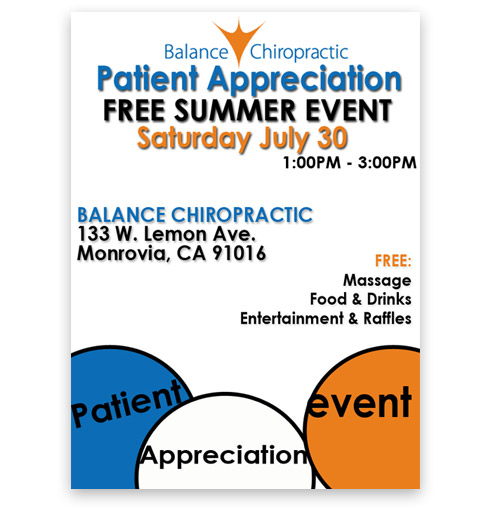 Balance Chiropractic
Patient Appreciation
FREE SUMMER EVENT
Saturday July 30
1:00PM - 3:00PM
BALANCE CHIROPRACTIC
133 W. Lemon Ave.
Monrovia, CA 91016
FREE:
Massage
Food & Drinks
Entertainment & Raffles
Patient
event
Appreciation